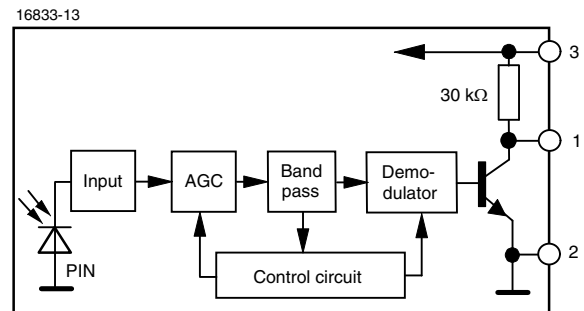 16833-13
3
30 kΩ
1
Input
AGC
Band
pass
Demo-
dulator
2
PIN
Control circuit